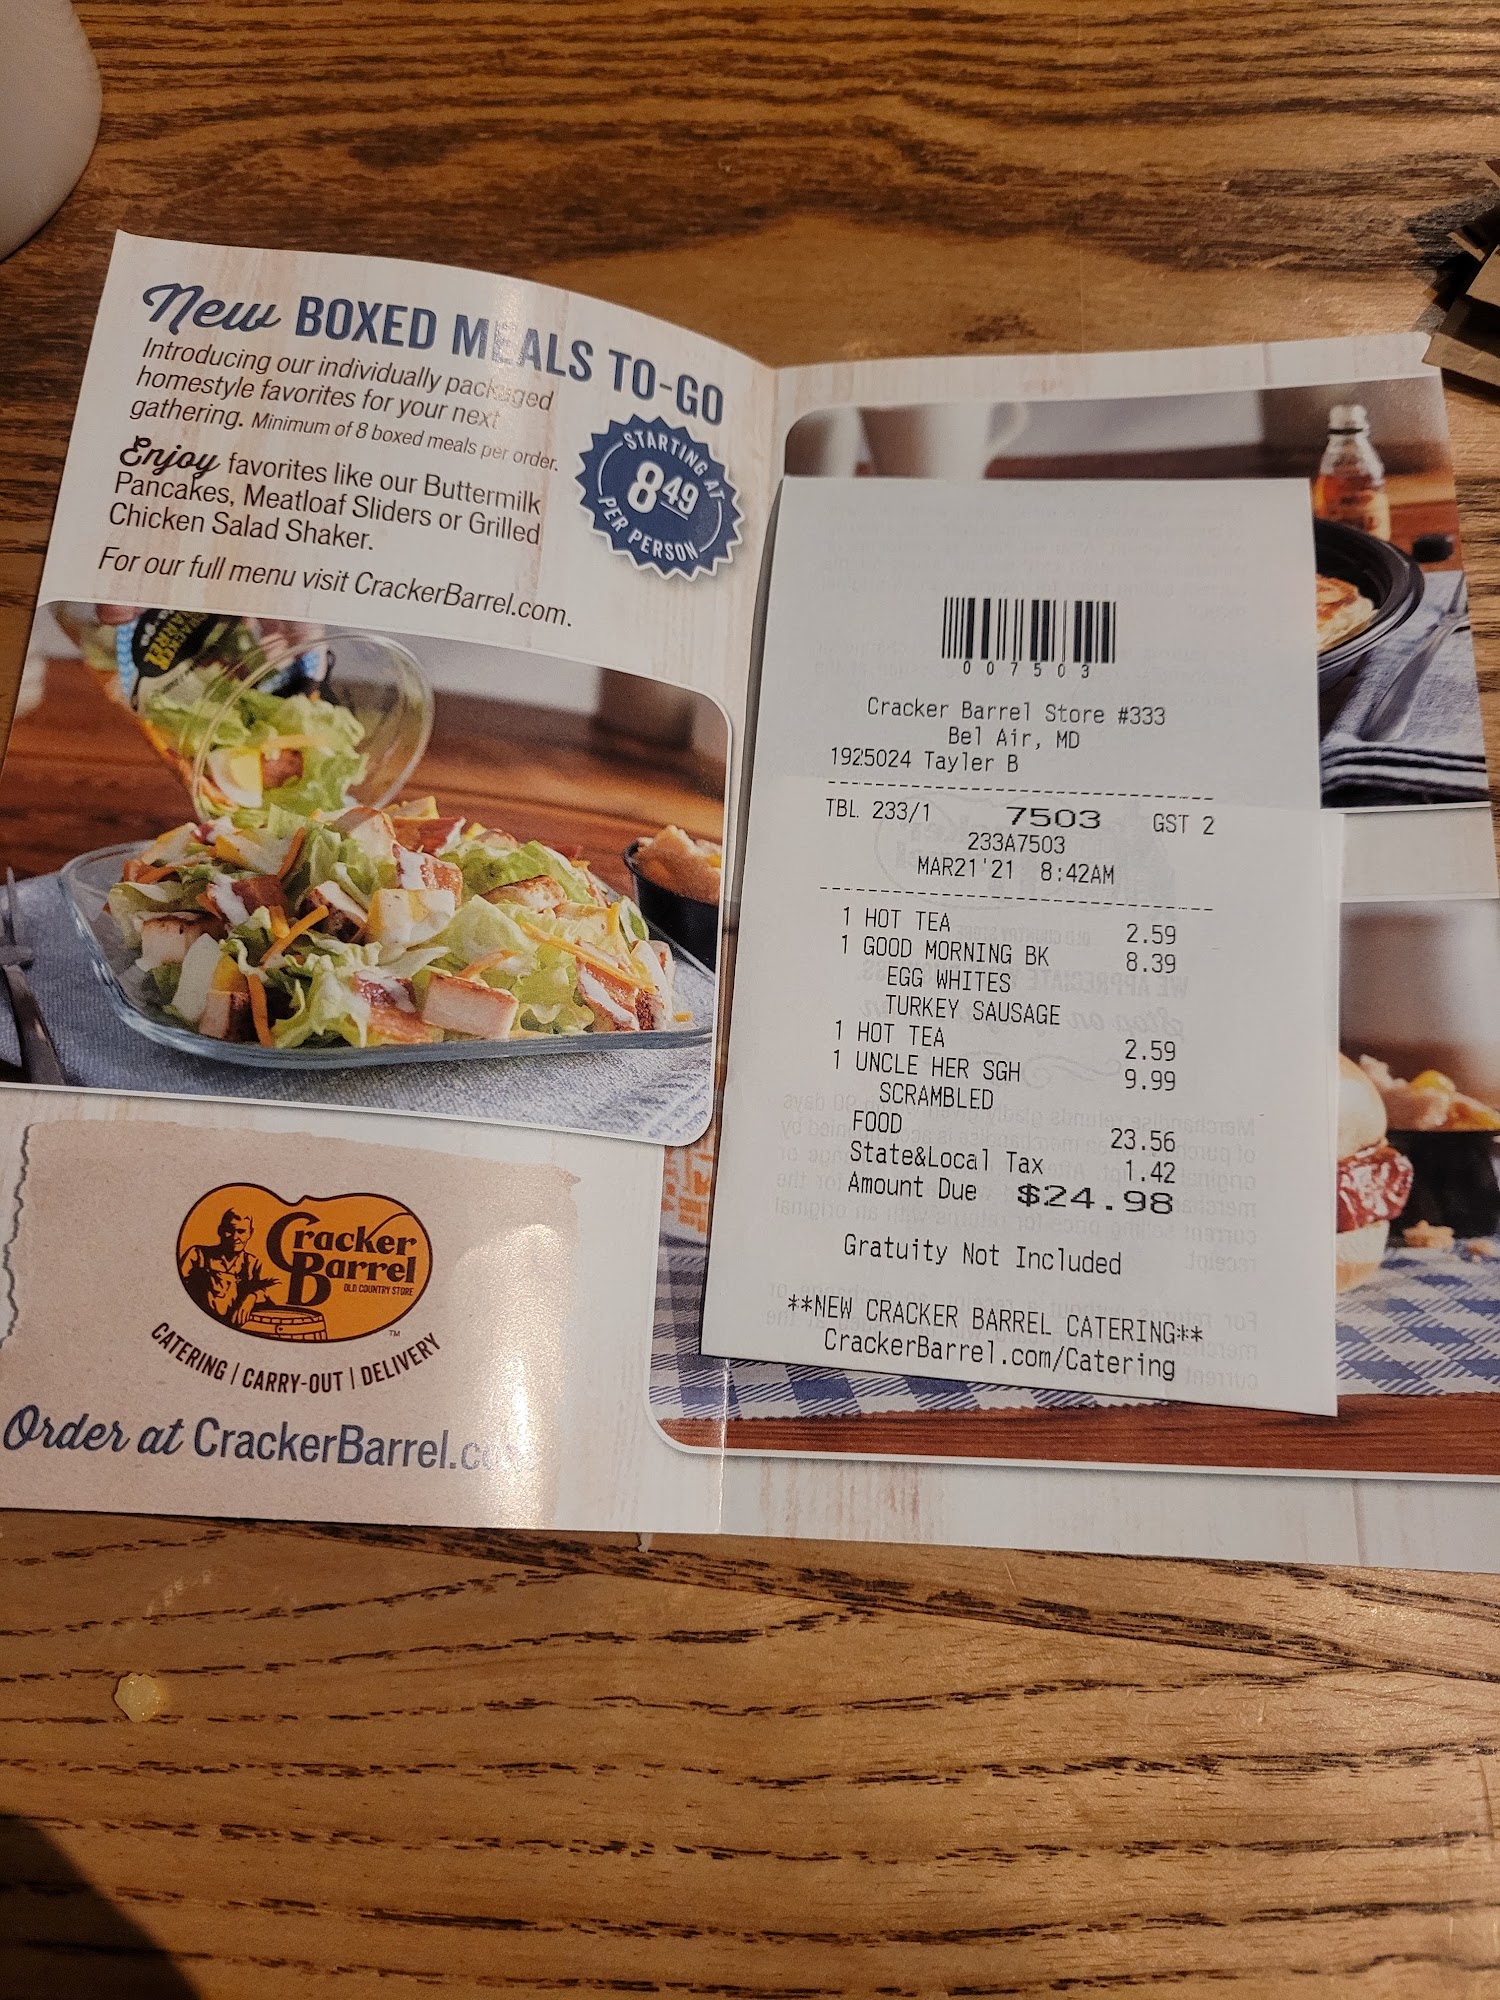 New BOXED MEALS TO-GO
Introducing our individually packaged
homestyle favorites for your next
gathering. Minimum of 8 boxed meals per order.
Enjoy favorites like our Buttermilk
Pancakes, Meatloaf Sliders or Grilled
Chicken Salad Shaker.
For our full menu visit CrackerBarrel.com.
STARTING AT
8.49
PER PERSON
Cracker
Barrel
OLD COUNTRY STORE
TM
CATERING | CARRY-OUT | DELIVERY
Order at CrackerBarrel.com
007503
Cracker Barrel Store #333
Bel Air, MD
1925024 Tayler B
TBL 233/1 7503 GST 2
233A7503
MAR21'21 8:42AM
1 HOT TEA 2.59
1 GOOD MORNING BK 8.39
EGG WHITES
TURKEY SAUSAGE
1 HOT TEA 2.59
1 UNCLE HER SGH 9.99
SCRAMBLED
FOOD 23.56
State&Local Tax 1.42
Amount Due $24.98
Gratuity Not Included
**NEW CRACKER BARREL CATERING**
CrackerBarrel.com/Catering